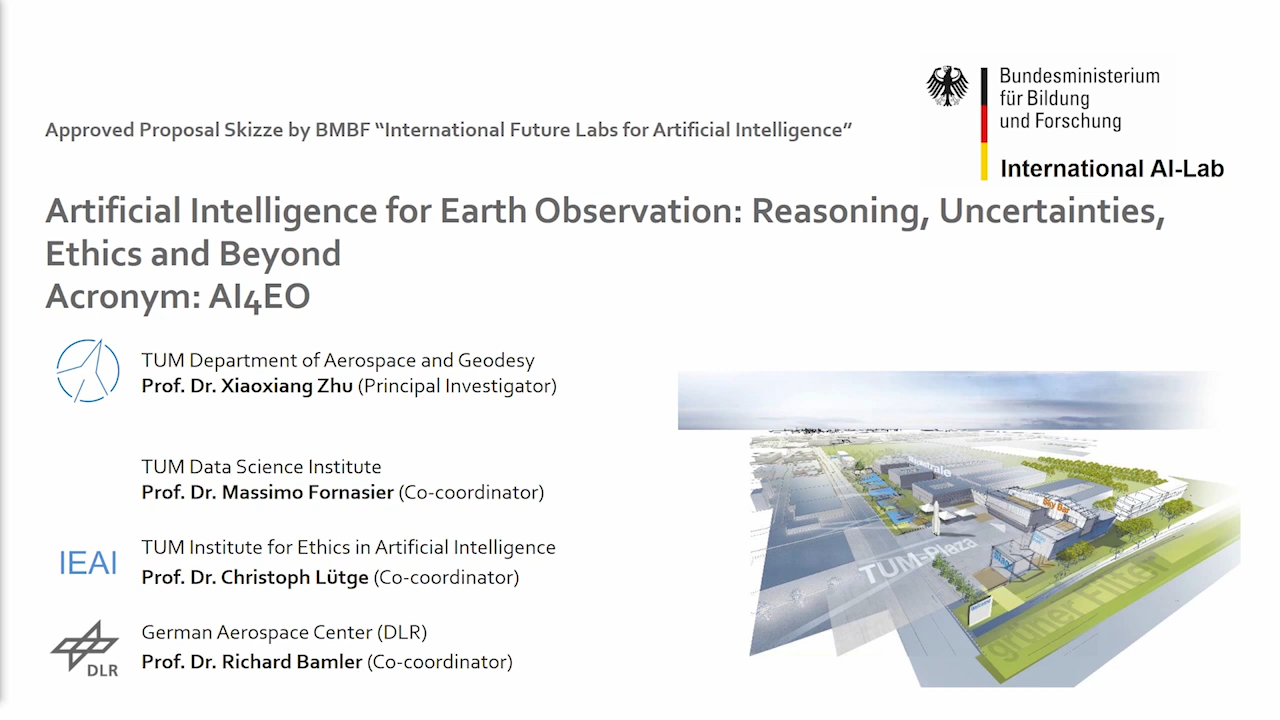 Bundesministerium
für Bildung
und Forschung
International AI-Lab
Approved Proposal Skizze by BMBF “International Future Labs for Artificial Intelligence”
Artificial Intelligence for Earth Observation: Reasoning, Uncertainties,
Ethics and Beyond
Acronym: AI4EO
TUM Department of Aerospace and Geodesy
Prof. Dr. Xiaoxiang Zhu (Principal Investigator)
TUM Data Science Institute
Prof. Dr. Massimo Fornasier (Co-coordinator)
IEAI
TUM Institute for Ethics in Artificial Intelligence
Prof. Dr. Christoph Lütge (Co-coordinator)
DLR
German Aerospace Center (DLR)
Prof. Dr. Richard Bamler (Co-coordinator)
Sky Bar
TUM-Plaza
grüner Filter